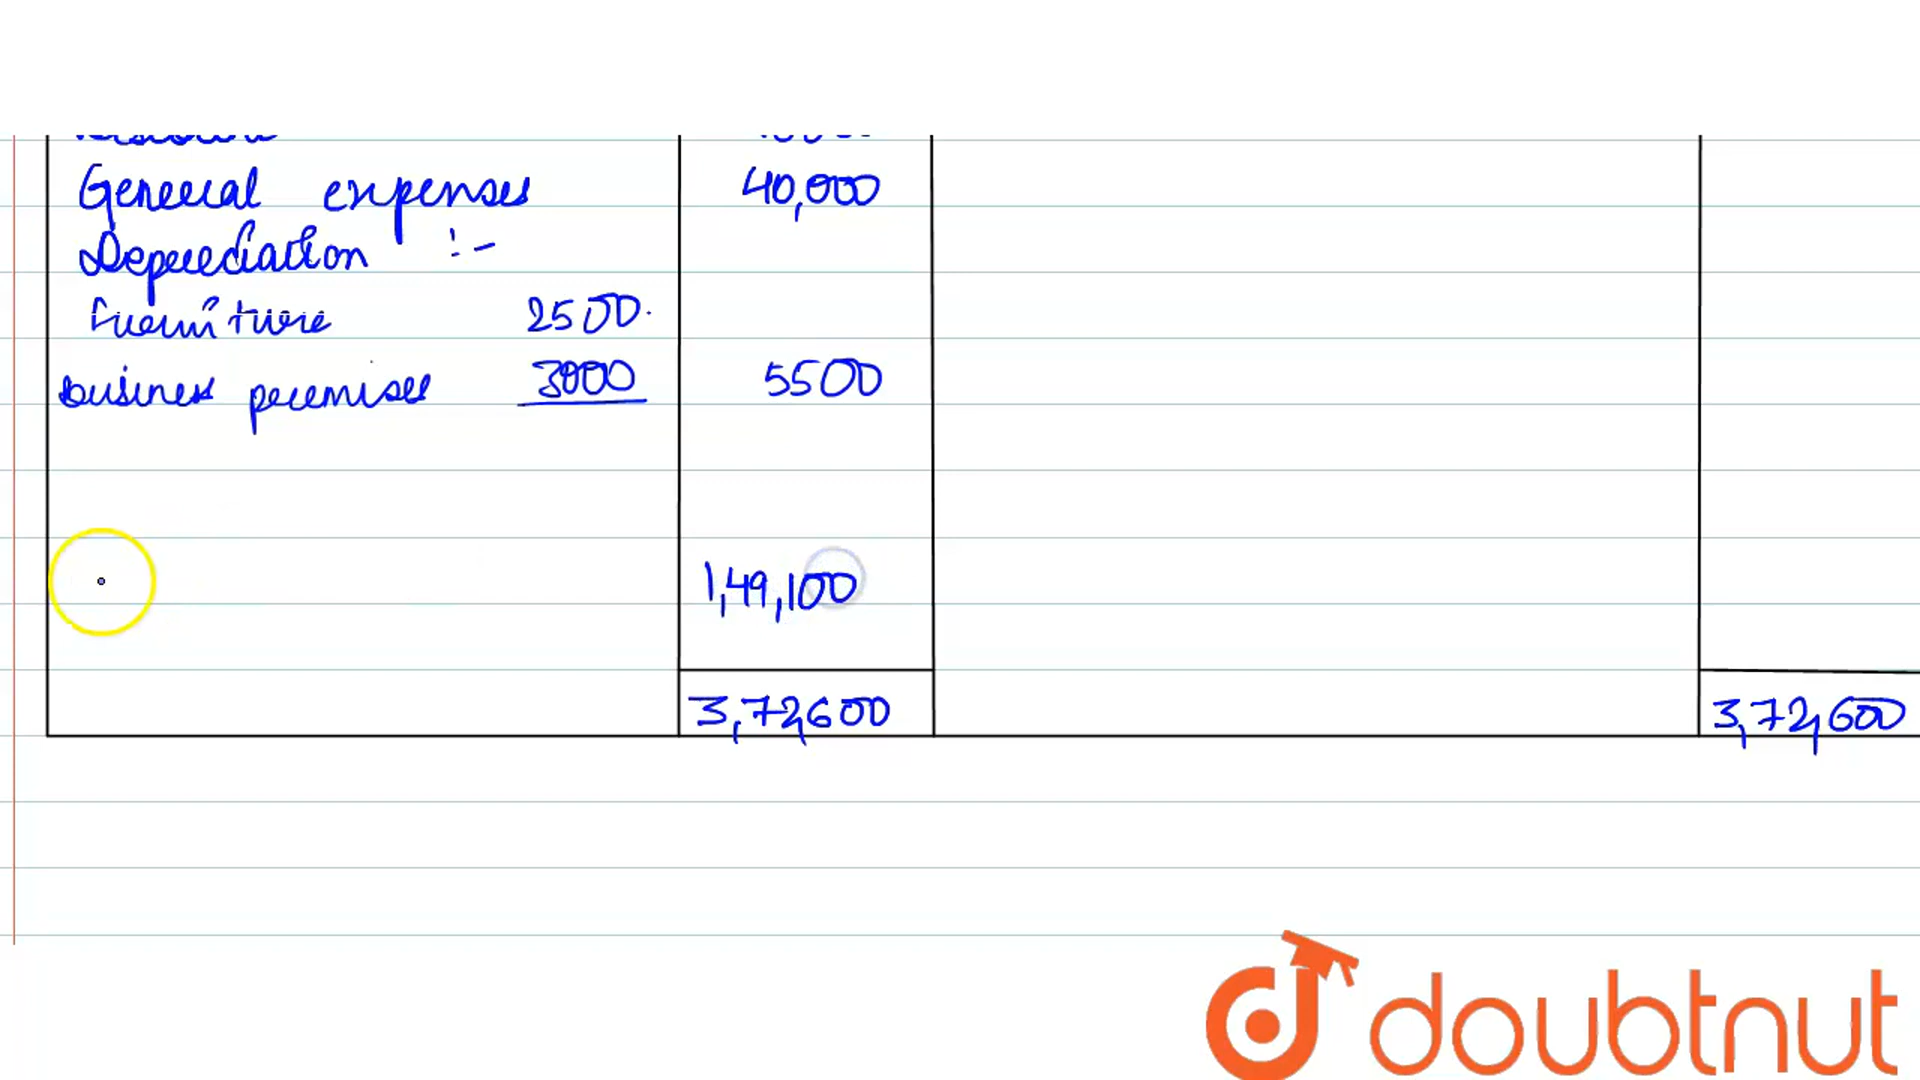 General expenses 40,000
Depreciation :-
Furniture 2500.
business premises 3000 5500
1,49,100
3,72,600 3,72,600
doubtnut